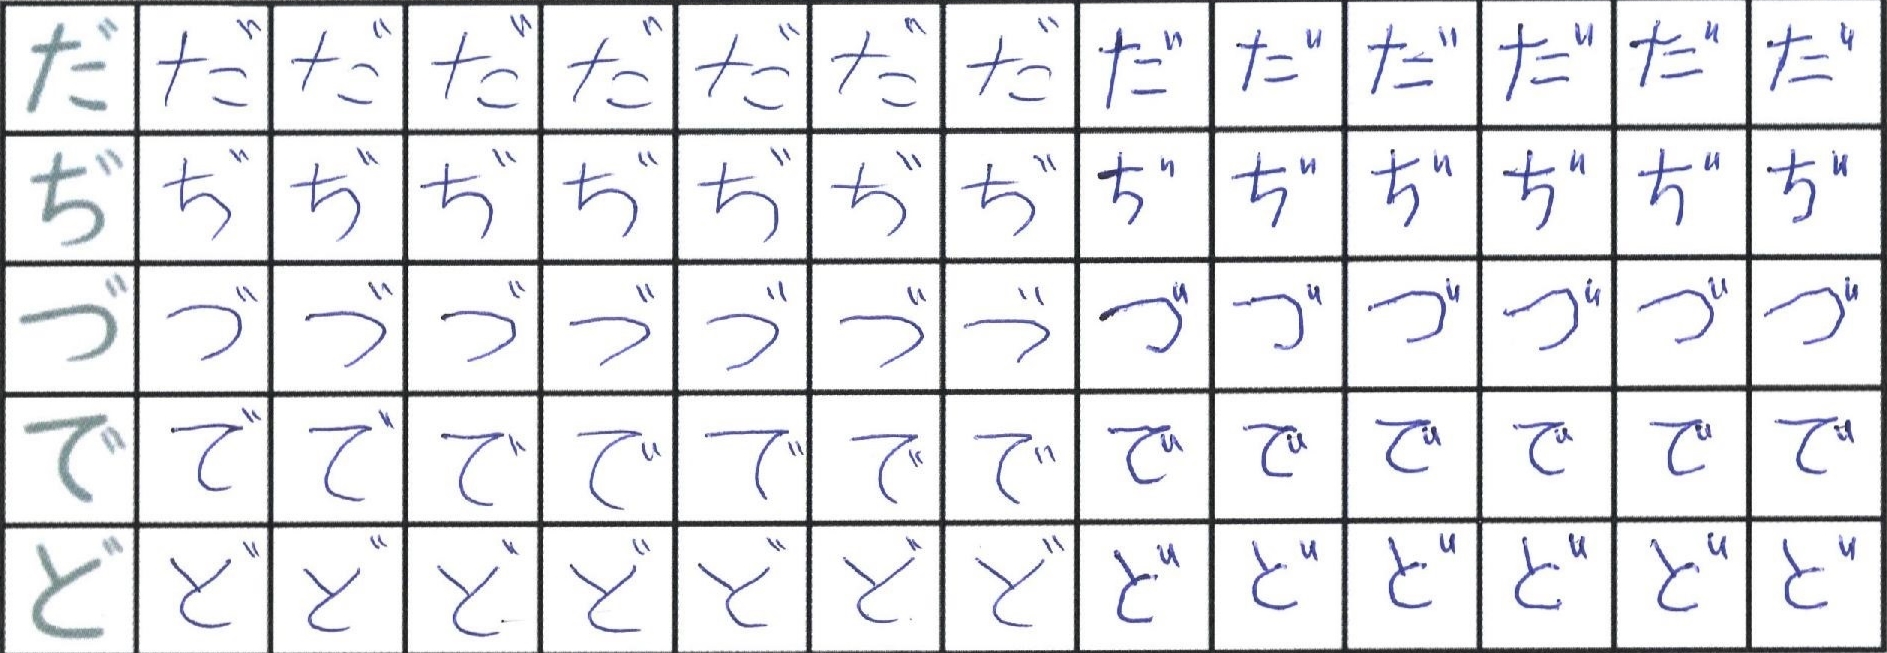 だ だ だ だ だ だ だ だ だ だ だ だ だ だ
ぢ ぢ ぢ ぢ ぢ ぢ ぢ ぢ ぢ ぢ ぢ ぢ ぢ ぢ
づ づ づ づ づ づ づ づ づ づ づ づ づ づ
で で で で で で で で で で で で で で
ど ど ど ど ど ど ど ど ど ど ど ど ど ど